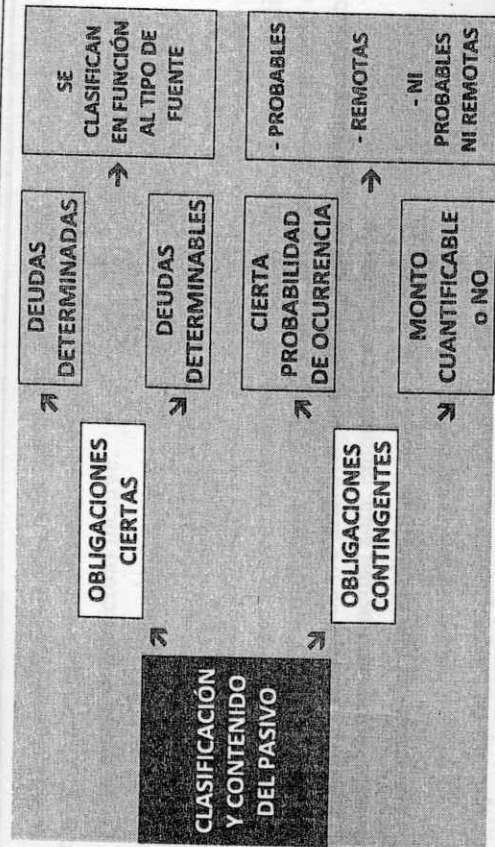 CLASIFICACIÓN
Y CONTENIDO
DEL PASIVO
OBLIGACIONES
CIERTAS
DEUDAS
DETERMINADAS
DEUDAS
DETERMINABLES
SE
CLASIFICAN
EN FUNCIÓN
AL TIPO DE
FUENTE
OBLIGACIONES
CONTINGENTES
CIERTA
PROBABILIDAD
DE OCURRENCIA
MONTO
CUANTIFICABLE
o NO
- PROBABLES
- REMOTAS
- NI
PROBABLES
NI REMOTAS